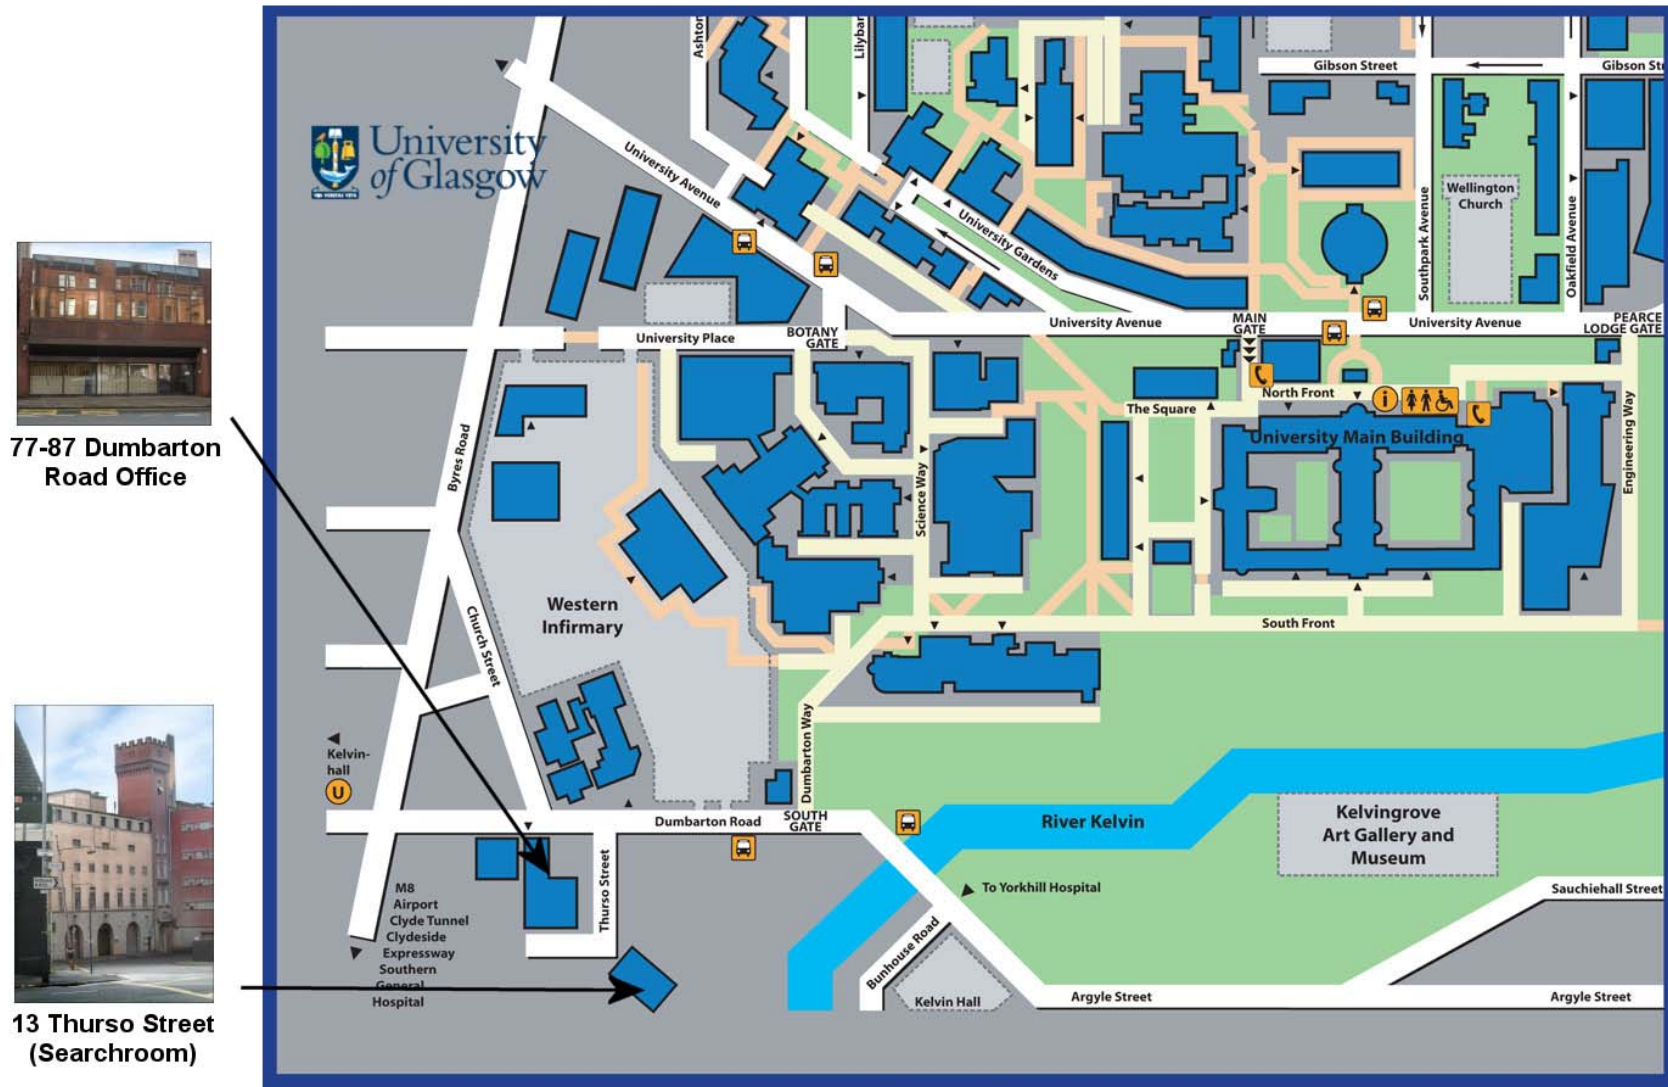 Ashton
Lilybar
Gibson Street
Gibson Str
University
of Glasgow
University Avenue
Wellington
Church
Southpark Avenue
Oakfield Avenue
University Gardens
University Place
BOTANY
GATE
University Avenue
MAIN
GATE
University Avenue
PEARCE
LODGE GATE
North Front
The Square
University Main Building
Engineering Way
Byres Road
Science Way
77-87 Dumbarton
Road Office
Western
Infirmary
Church Street
South Front
Kelvin-
hall
U
Dumbarton Way
Dumbarton Road
SOUTH
GATE
River Kelvin
Kelvingrove
Art Gallery and
Museum
Thurso Street
To Yorkhill Hospital
Sauchiehall Street
M8
Airport
Clyde Tunnel
Clydeside
Expressway
Southern
General
Hospital
Bunhouse Road
Kelvin Hall
Argyle Street
Argyle Street
13 Thurso Street
(Searchroom)